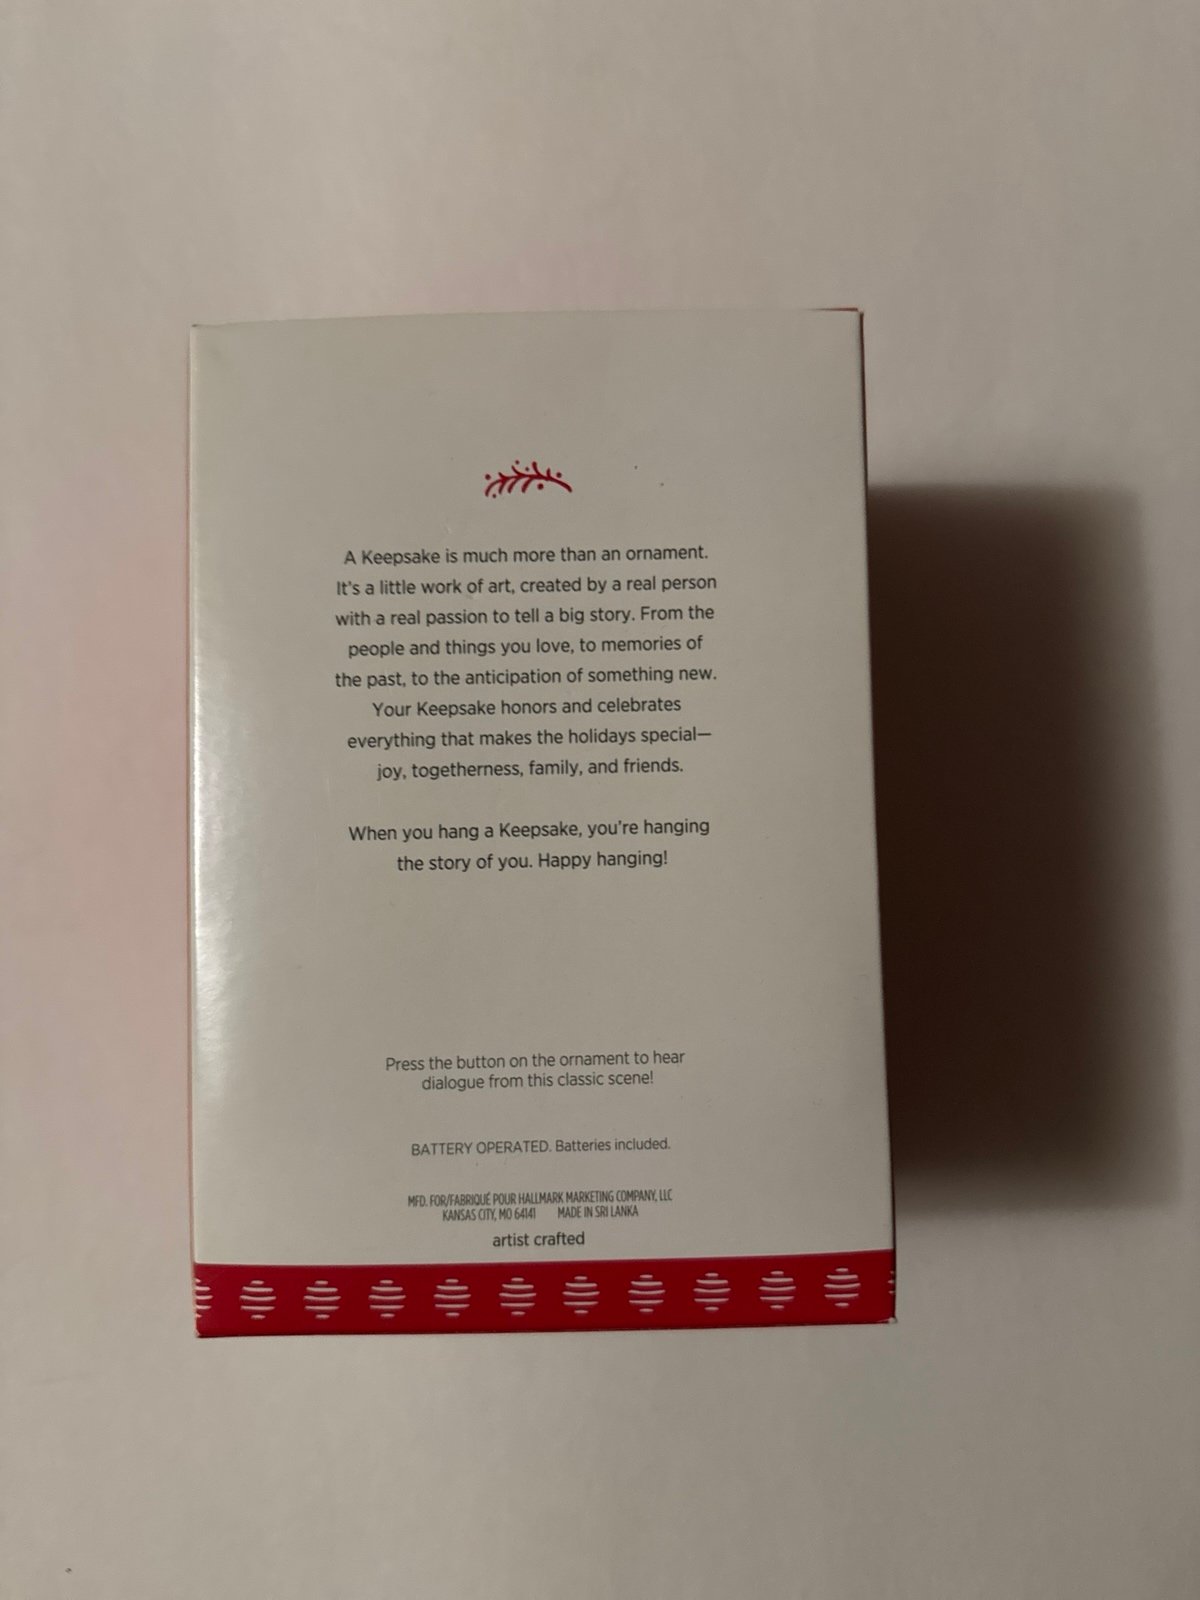 A Keepsake is much more than an ornament.
It's a little work of art, created by a real person
with a real passion to tell a big story. From the
people and things you love, to memories of
the past, to the anticipation of something new.
Your Keepsake honors and celebrates
everything that makes the holidays special—
joy, togetherness, family, and friends.
When you hang a Keepsake, you're hanging
the story of you. Happy hanging!
Press the button on the ornament to hear
dialogue from this classic scene!
BATTERY OPERATED. Batteries included.
MFD. FOR/FABRIQUÉ POUR HALLMARK MARKETING COMPANY, LLC
KANSAS CITY, MO 64141 MADE IN SRI LANKA
artist crafted